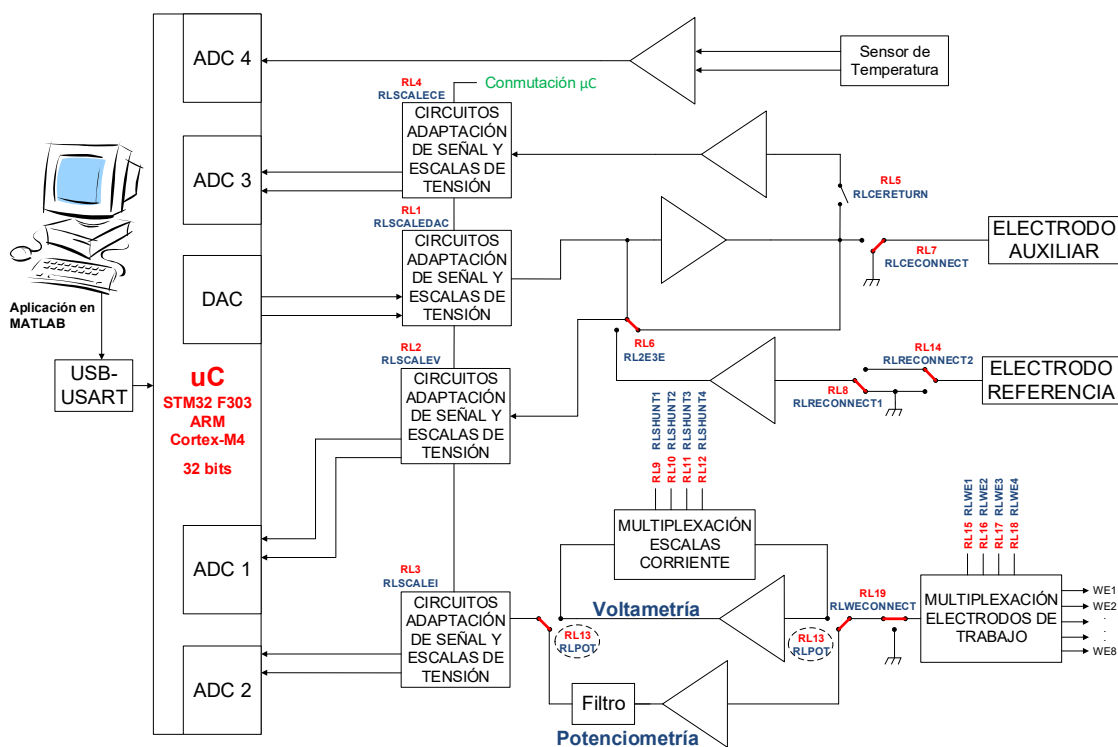 ADC 4
Sensor de
Temperatura
RL4
RLSCALECE
Conmutación µC
CIRCUITOS
ADAPTACIÓN
DE SEÑAL Y
ESCALAS DE
TENSIÓN
ADC 3
RL5
RLCERETURN
RL1
RLSCALEDAC
CIRCUITOS
ADAPTACIÓN
DE SEÑAL Y
ESCALAS DE
TENSIÓN
ELECTRODO
AUXILIAR
RL7
RLCECONNECT
DAC
Aplicación en
MATLAB
USB-
USART
RL6
RL2E3E
RL2
RLSCALEV
CIRCUITOS
ADAPTACIÓN
DE SEÑAL Y
ESCALAS DE
TENSIÓN
RL14
RLRECONNECT2
RL8
RLRECONNECT1
ELECTRODO
REFERENCIA
uC
STM32 F303
ARM
Cortex-M4
32 bits
RL9 RLSHUNT1
RL10 RLSHUNT2
RL11 RLSHUNT3
RL12 RLSHUNT4
MULTIPLEXACIÓN
ESCALAS
CORRIENTE
RL15 RLWE1
RL16 RLWE2
RL17 RLWE3
RL18 RLWE4
ADC 1
RL3
RLSCALEI
CIRCUITOS
ADAPTACIÓN
DE SEÑAL Y
ESCALAS DE
TENSIÓN
Voltametría
RL13
RLPOT
RL13
RLPOT
RL19
RLWECONNECT
MULTIPLEXACIÓN
ELECTRODOS DE
TRABAJO
WE1
WE2
.
.
WE8
ADC 2
Filtro
Potenciometría